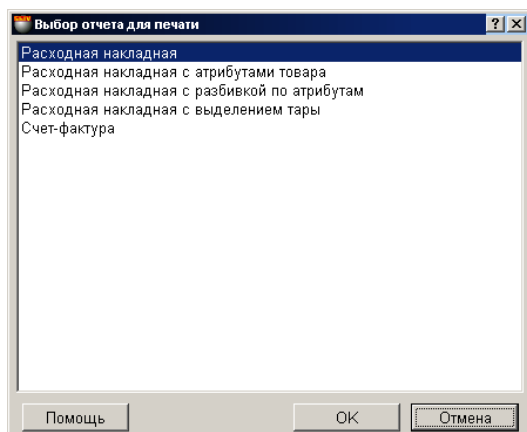 Выбор отчета для печати
Расходная накладная
Расходная накладная с атрибутами товара
Расходная накладная с разбивкой по атрибутам
Расходная накладная с выделением тары
Счет-фактура
Помощь OK Отмена